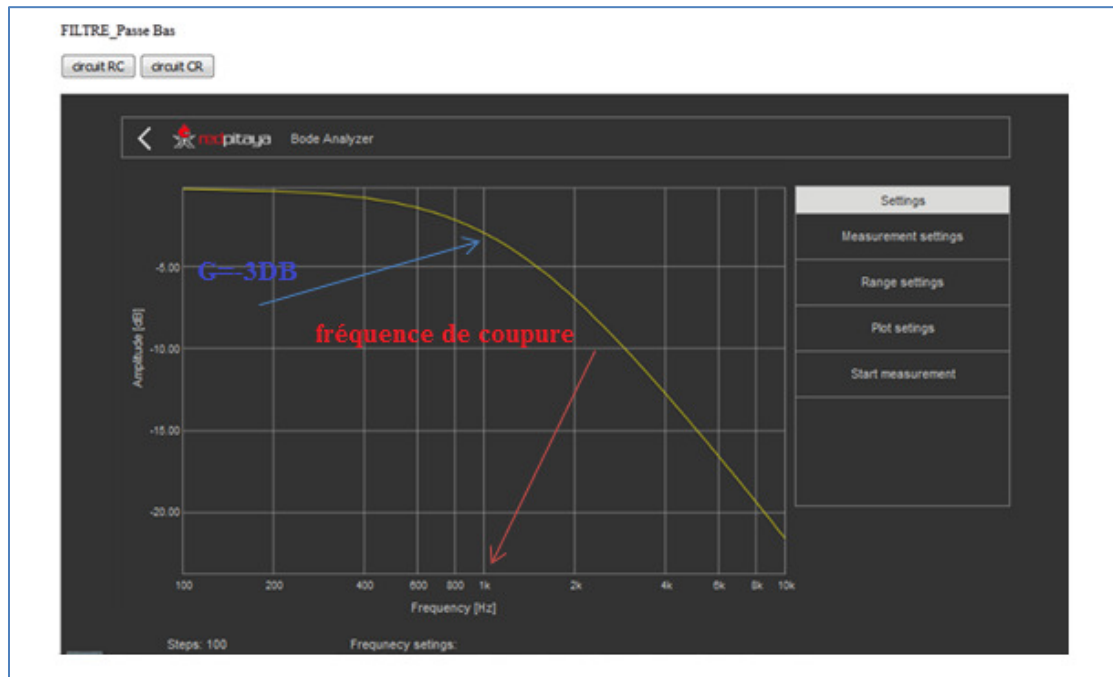 FILTRE_Passe Bas
circuit RC circuit CR
redpitaya Bode Analyzer
Settings
Measurement settings
Range settings
Plot setings
Start measurement
G=-3DB
fréquence de coupure
Amplitude [dB]
-5.00
-10.00
-15.00
-20.00
100 200 400 600 800 1k 2k 4k 6k 8k 10k
Frequency [Hz]
Steps: 100 Frequnecy setings: